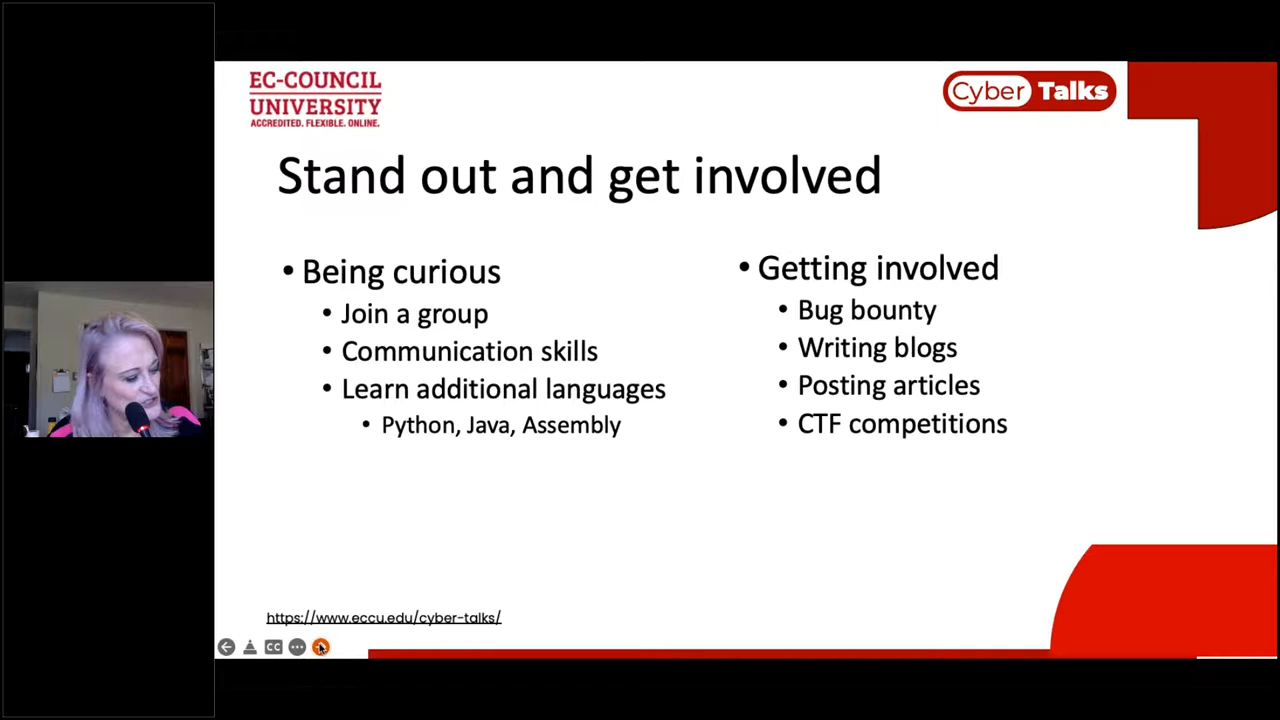 EC-COUNCIL
UNIVERSITY
ACCREDITED. FLEXIBLE. ONLINE.
Cyber Talks
Stand out and get involved
• Being curious
• Join a group
• Communication skills
• Learn additional languages
• Python, Java, Assembly
• Getting involved
• Bug bounty
• Writing blogs
• Posting articles
• CTF competitions
https://www.eccu.edu/cyber-talks/
CC